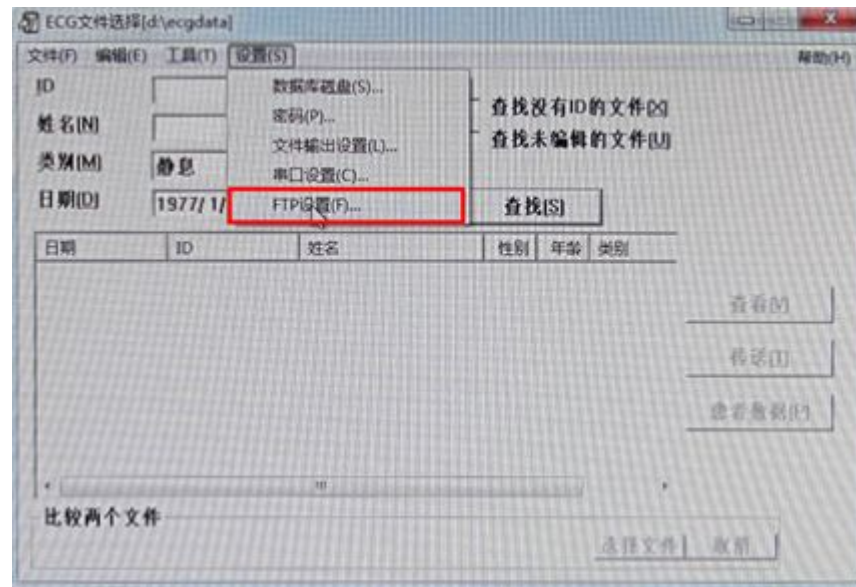 ECG文件选择[d:\ecgdata]
文件(F) 编辑(E) 工具(T) 设置(S) 帮助(H)
ID
数据库磁盘(S)...
查找没有ID的文件[X]
姓名[N]
密码(P)...
查找未编辑的文件[U]
文件输出设置(L)...
类别[M] 静息
串口设置(C)...
日期[D] 1977/ 1/
FTP设置(F)...
查找[S]
日期 ID 姓名 性别 年龄 类别
查看[V]
传送[T]
患者数据[P]
比较两个文件
选择文件 取消